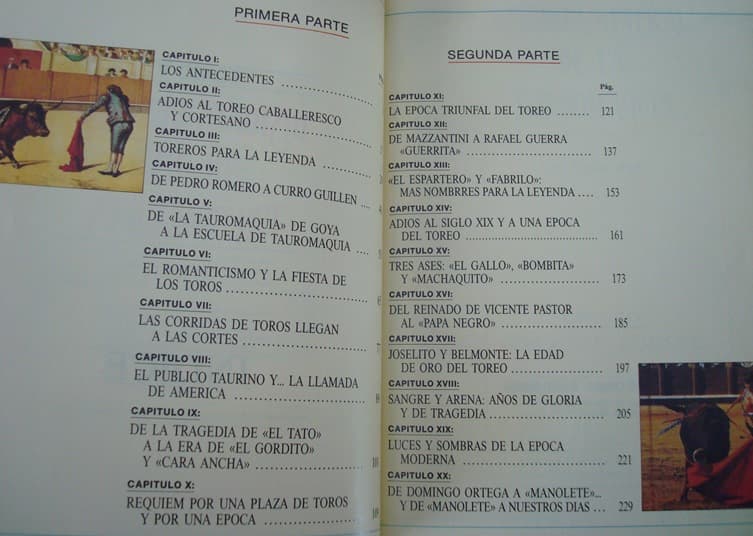 PRIMERA PARTE
CAPITULO I:
LOS ANTECEDENTES
CAPITULO II:
ADIOS AL TOREO CABALLERESCO
Y CORTESANO
CAPITULO III:
TOREROS PARA LA LEYENDA
CAPITULO IV:
DE PEDRO ROMERO A CURRO GUILLEN
CAPITULO V:
DE «LA TAUROMAQUIA» DE GOYA
A LA ESCUELA DE TAUROMAQUIA
CAPITULO VI:
EL ROMANTICISMO Y LA FIESTA DE
LOS TOROS
CAPITULO VII:
LAS CORRIDAS DE TOROS LLEGAN
A LAS CORTES
CAPITULO VIII:
EL PUBLICO TAURINO Y... LA LLAMADA
DE AMERICA
CAPITULO IX:
DE LA TRAGEDIA DE «EL TATO»
A LA ERA DE «EL GORDITO»
Y «CARA ANCHA»
CAPITULO X:
REQUIEM POR UNA PLAZA DE TOROS
Y POR UNA EPOCA
SEGUNDA PARTE
Pág.
CAPITULO XI:
LA EPOCA TRIUNFAL DEL TOREO ........ 121
CAPITULO XII:
DE MAZZANTINI A RAFAEL GUERRA
«GUERRITA» ........ 137
CAPITULO XIII:
«EL ESPARTERO» Y «FABRILO»:
MAS NOMBRRES PARA LA LEYENDA .... 153
CAPITULO XIV:
ADIOS AL SIGLO XIX Y A UNA EPOCA
DEL TOREO ........ 161
CAPITULO XV:
TRES ASES: «EL GALLO», «BOMBITA»
Y «MACHAQUITO» ........ 173
CAPITULO XVI:
DEL REINADO DE VICENTE PASTOR
AL «PAPA NEGRO» ........ 185
CAPITULO XVII:
JOSELITO Y BELMONTE: LA EDAD
DE ORO DEL TOREO ........ 197
CAPITULO XVIII:
SANGRE Y ARENA: AÑOS DE GLORIA
Y DE TRAGEDIA ........ 205
CAPITULO XIX:
LUCES Y SOMBRAS DE LA EPOCA
MODERNA ........ 221
CAPITULO XX:
DE DOMINGO ORTEGA A «MANOLETE»...
Y DE «MANOLETE» A NUESTROS DIAS ... 229